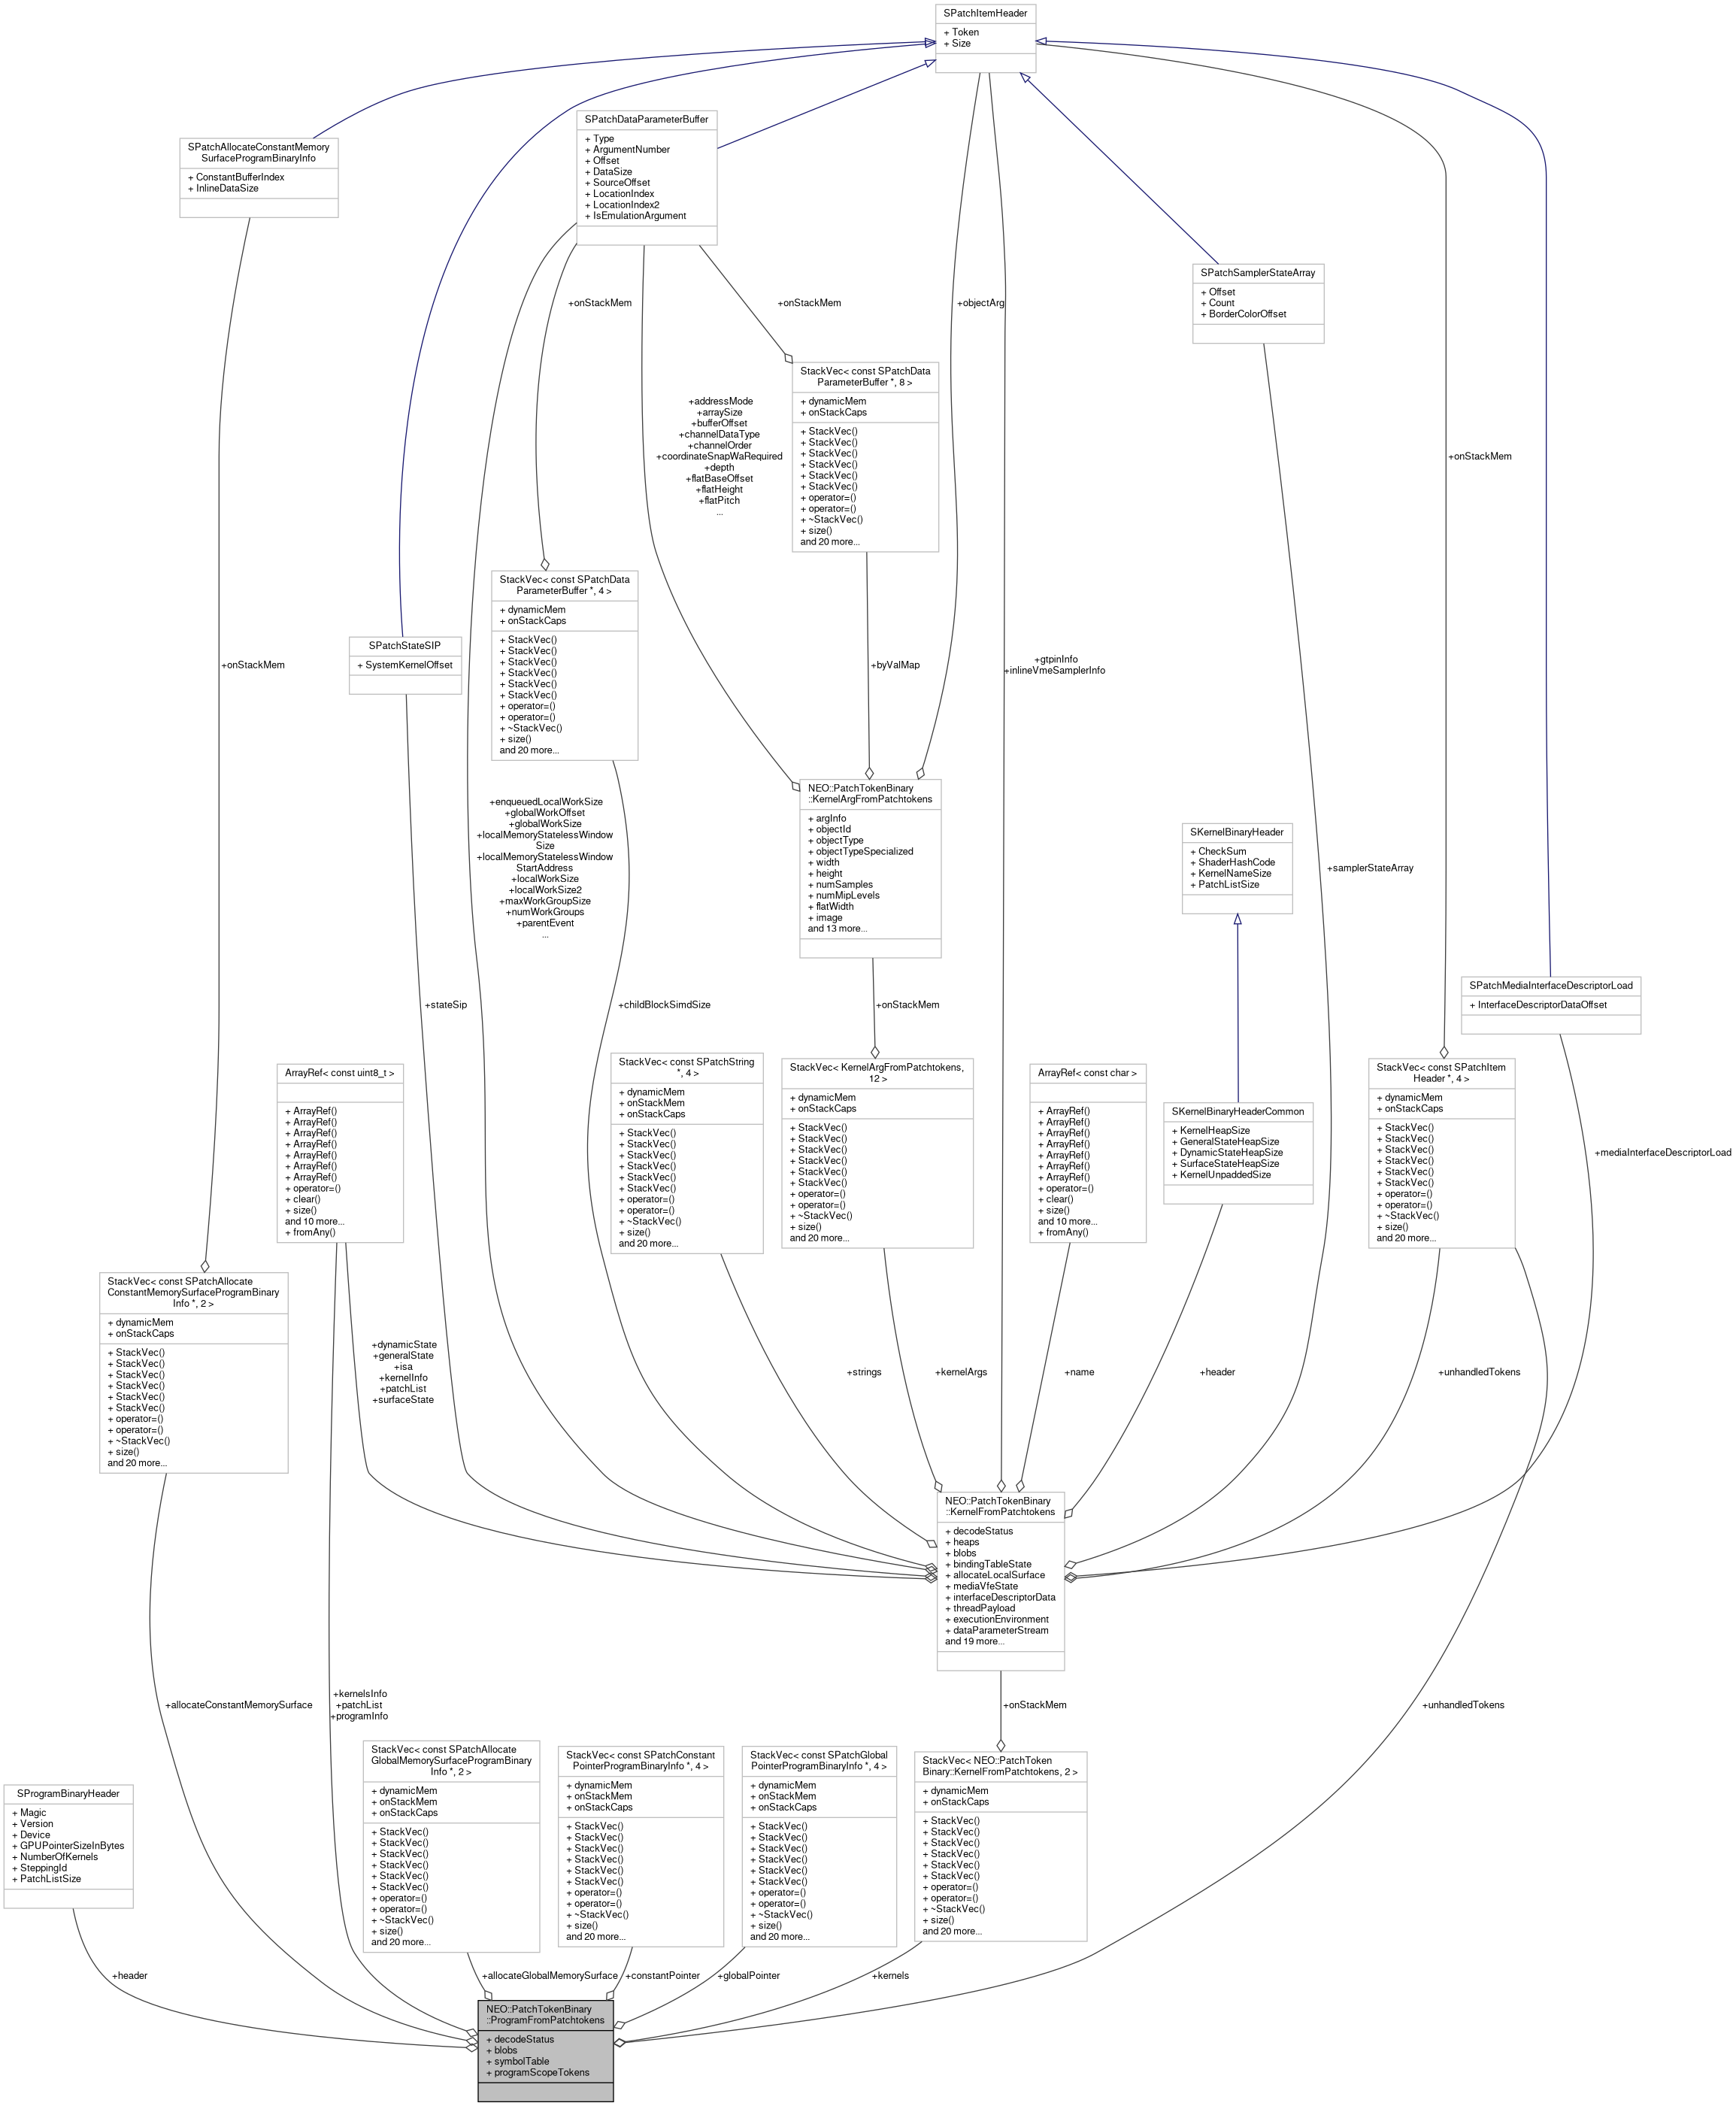 SPatchItemHeader
+ Token
+ Size
SPatchDataParameterBuffer
+ Type
+ ArgumentNumber
+ Offset
+ DataSize
+ SourceOffset
+ LocationIndex
+ LocationIndex2
+ IsEmulationArgument
SPatchAllocateConstantMemory
SurfaceProgramBinaryInfo
+ ConstantBufferIndex
+ InlineDataSize
SPatchSamplerStateArray
+ Offset
+ Count
+ BorderColorOffset
+onStackMem
+onStackMem
+objectArg
StackVec< const SPatchData
ParameterBuffer *, 8 >
+ dynamicMem
+ onStackCaps
+ StackVec()
+ StackVec()
+ StackVec()
+ StackVec()
+ StackVec()
+ StackVec()
+ operator=()
+ operator=()
+ ~StackVec()
+ size()
and 20 more...
+addressMode
+arraySize
+bufferOffset
+channelDataType
+channelOrder
+coordinateSnapWaRequired
+depth
+flatBaseOffset
+flatHeight
+flatPitch
...
+onStackMem
StackVec< const SPatchData
ParameterBuffer *, 4 >
+ dynamicMem
+ onStackCaps
+ StackVec()
+ StackVec()
+ StackVec()
+ StackVec()
+ StackVec()
+ StackVec()
+ operator=()
+ operator=()
+ ~StackVec()
+ size()
and 20 more...
SPatchStateSIP
+ SystemKernelOffset
+onStackMem
+byValMap
+gtpinInfo
+inlineVmeSamplerInfo
NEO::PatchTokenBinary
::KernelArgFromPatchtokens
+ argInfo
+ objectId
+ objectType
+ objectTypeSpecialized
+ width
+ height
+ numSamples
+ numMipLevels
+ flatWidth
+ image
and 13 more...
+enqueuedLocalWorkSize
+globalWorkOffset
+globalWorkSize
+localMemoryStatelessWindow
Size
+localMemoryStatelessWindow
StartAddress
+localWorkSize
+localWorkSize2
+maxWorkGroupSize
+numWorkGroups
+parentEvent
...
SKernelBinaryHeader
+ CheckSum
+ ShaderHashCode
+ KernelNameSize
+ PatchListSize
+samplerStateArray
SPatchMediaInterfaceDescriptorLoad
+ InterfaceDescriptorDataOffset
+stateSip
+childBlockSimdSize
+onStackMem
ArrayRef< const uint8_t >
+ ArrayRef()
+ ArrayRef()
+ ArrayRef()
+ ArrayRef()
+ ArrayRef()
+ ArrayRef()
+ ArrayRef()
+ operator=()
+ clear()
+ size()
and 10 more...
+ fromAny()
StackVec< const SPatchString
*, 4 >
+ dynamicMem
+ onStackMem
+ onStackCaps
+ StackVec()
+ StackVec()
+ StackVec()
+ StackVec()
+ StackVec()
+ StackVec()
+ operator=()
+ operator=()
+ ~StackVec()
+ size()
and 20 more...
StackVec< KernelArgFromPatchtokens,
12 >
+ dynamicMem
+ onStackCaps
+ StackVec()
+ StackVec()
+ StackVec()
+ StackVec()
+ StackVec()
+ StackVec()
+ operator=()
+ operator=()
+ ~StackVec()
+ size()
and 20 more...
ArrayRef< const char >
+ ArrayRef()
+ ArrayRef()
+ ArrayRef()
+ ArrayRef()
+ ArrayRef()
+ ArrayRef()
+ ArrayRef()
+ operator=()
+ clear()
+ size()
and 10 more...
+ fromAny()
SKernelBinaryHeaderCommon
+ KernelHeapSize
+ GeneralStateHeapSize
+ DynamicStateHeapSize
+ SurfaceStateHeapSize
+ KernelUnpaddedSize
StackVec< const SPatchItem
Header *, 4 >
+ dynamicMem
+ onStackCaps
+ StackVec()
+ StackVec()
+ StackVec()
+ StackVec()
+ StackVec()
+ StackVec()
+ operator=()
+ operator=()
+ ~StackVec()
+ size()
and 20 more...
+mediaInterfaceDescriptorLoad
StackVec< const SPatchAllocate
ConstantMemorySurfaceProgramBinary
Info *, 2 >
+ dynamicMem
+ onStackCaps
+ StackVec()
+ StackVec()
+ StackVec()
+ StackVec()
+ StackVec()
+ StackVec()
+ operator=()
+ operator=()
+ ~StackVec()
+ size()
and 20 more...
+dynamicState
+generalState
+isa
+kernelInfo
+patchList
+surfaceState
+strings
+kernelArgs
+name
+header
+unhandledTokens
NEO::PatchTokenBinary
::KernelFromPatchtokens
+ decodeStatus
+ heaps
+ blobs
+ bindingTableState
+ allocateLocalSurface
+ mediaVfeState
+ interfaceDescriptorData
+ threadPayload
+ executionEnvironment
+ dataParameterStream
and 19 more...
+allocateConstantMemorySurface
+kernelsInfo
+patchList
+programInfo
+onStackMem
+unhandledTokens
SProgramBinaryHeader
+ Magic
+ Version
+ Device
+ GPUPointerSizeInBytes
+ NumberOfKernels
+ SteppingId
+ PatchListSize
StackVec< const SPatchAllocate
GlobalMemorySurfaceProgramBinary
Info *, 2 >
+ dynamicMem
+ onStackMem
+ onStackCaps
+ StackVec()
+ StackVec()
+ StackVec()
+ StackVec()
+ StackVec()
+ StackVec()
+ operator=()
+ operator=()
+ ~StackVec()
+ size()
and 20 more...
StackVec< const SPatchConstant
PointerProgramBinaryInfo *, 4 >
+ dynamicMem
+ onStackMem
+ onStackCaps
+ StackVec()
+ StackVec()
+ StackVec()
+ StackVec()
+ StackVec()
+ StackVec()
+ operator=()
+ operator=()
+ ~StackVec()
+ size()
and 20 more...
StackVec< const SPatchGlobal
PointerProgramBinaryInfo *, 4 >
+ dynamicMem
+ onStackMem
+ onStackCaps
+ StackVec()
+ StackVec()
+ StackVec()
+ StackVec()
+ StackVec()
+ StackVec()
+ operator=()
+ operator=()
+ ~StackVec()
+ size()
and 20 more...
StackVec< NEO::PatchToken
Binary::KernelFromPatchtokens, 2 >
+ dynamicMem
+ onStackCaps
+ StackVec()
+ StackVec()
+ StackVec()
+ StackVec()
+ StackVec()
+ StackVec()
+ operator=()
+ operator=()
+ ~StackVec()
+ size()
and 20 more...
+header
+allocateGlobalMemorySurface
+constantPointer
+globalPointer
+kernels
NEO::PatchTokenBinary
::ProgramFromPatchtokens
+ decodeStatus
+ blobs
+ symbolTable
+ programScopeTokens